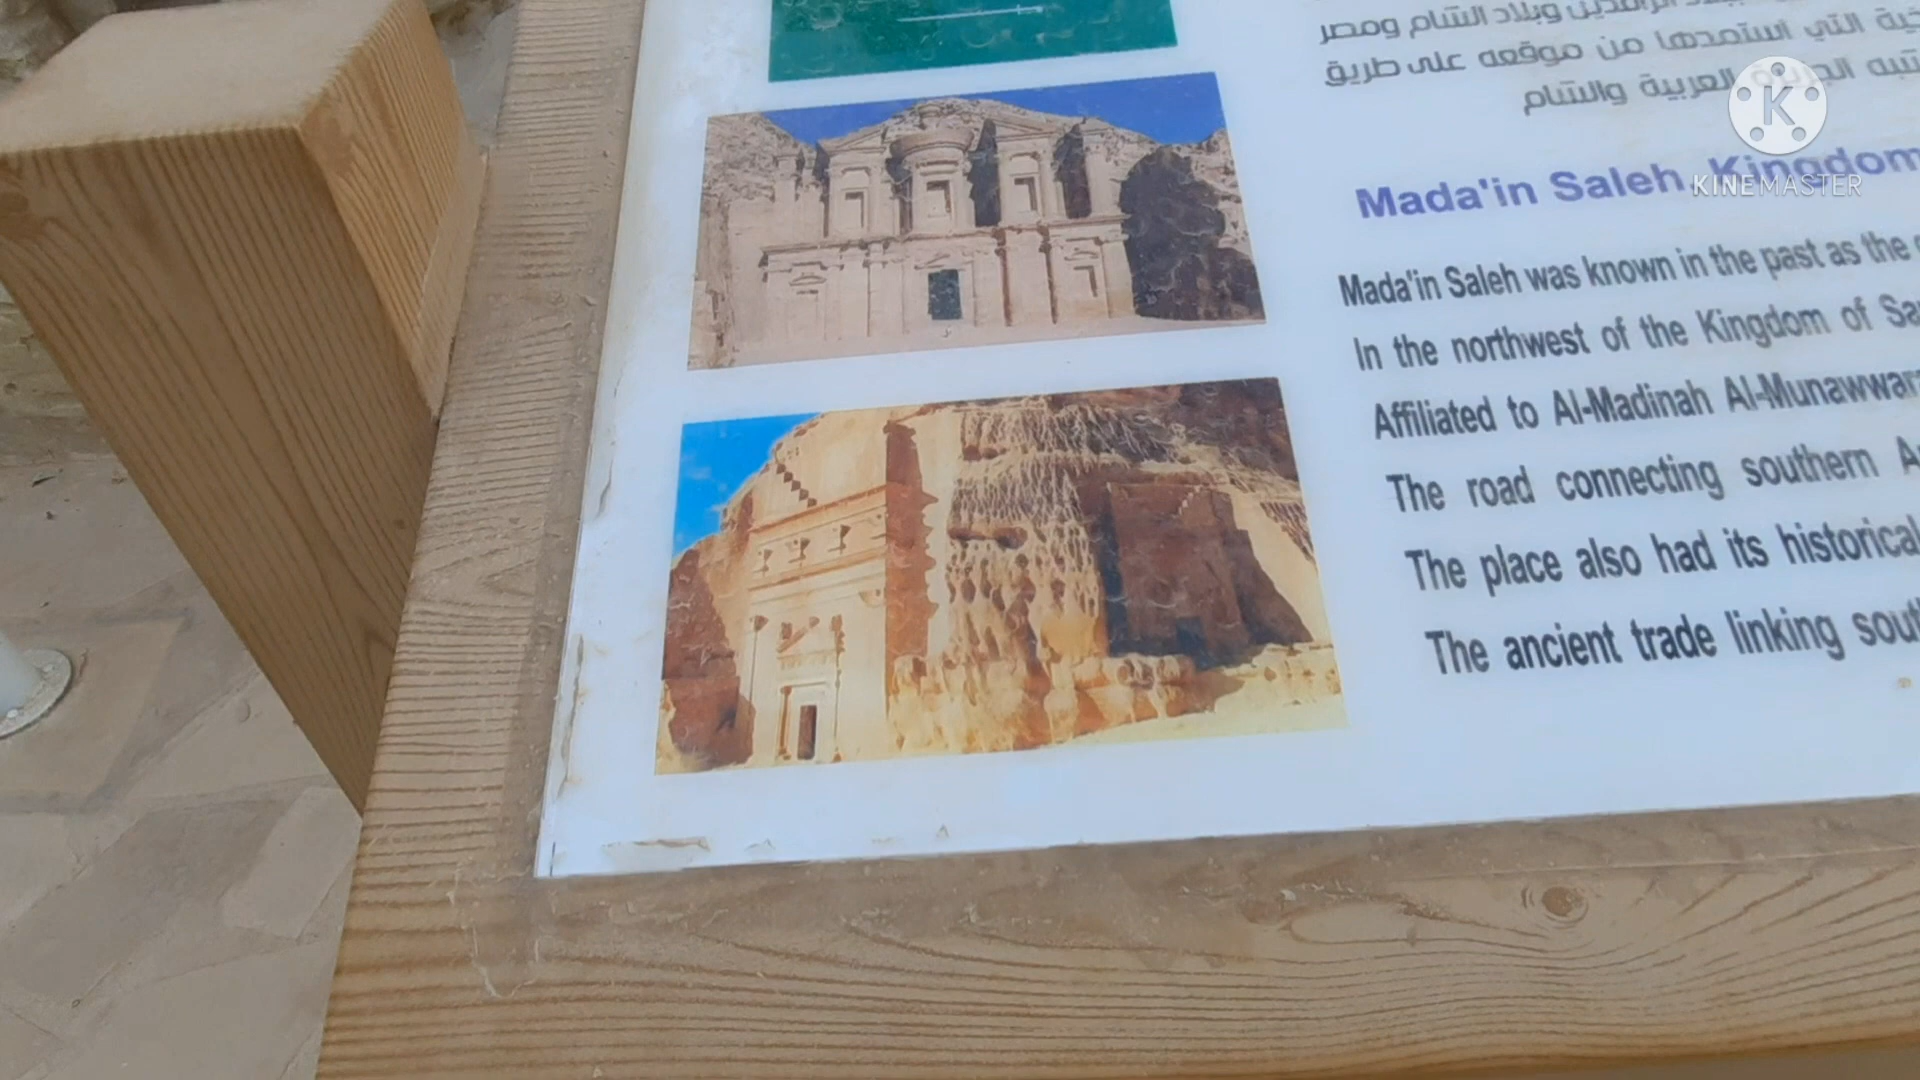 وبلاد الشام ومصر
التي استمدها من موقعه على طريق
العربية والشام
Mada'in Saleh, Kingdom
KINEMASTER
Mada'in Saleh was known in the past as the
In the northwest of the Kingdom of
Affiliated to Al-Madinah Al-Munawwar
The road connecting southern
The place also had its historical
The ancient trade linking